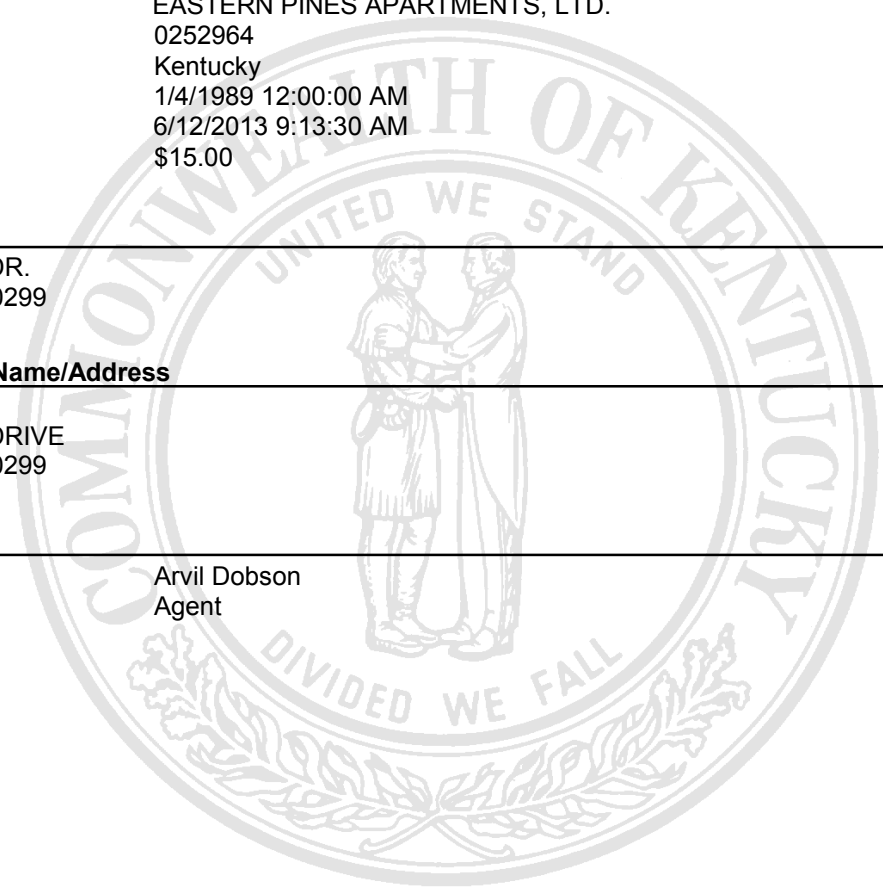 EASTERN PINES APARTMENTS, LTD.
0252964
Kentucky
1/4/1989 12:00:00 AM
6/12/2013 9:13:30 AM
$15.00
DR.
0299
Name/Address
DRIVE
0299
Arvil Dobson
Agent
COMMONWEALTH OF KENTUCKY
UNITED WE STAND
DIVIDED WE FALL